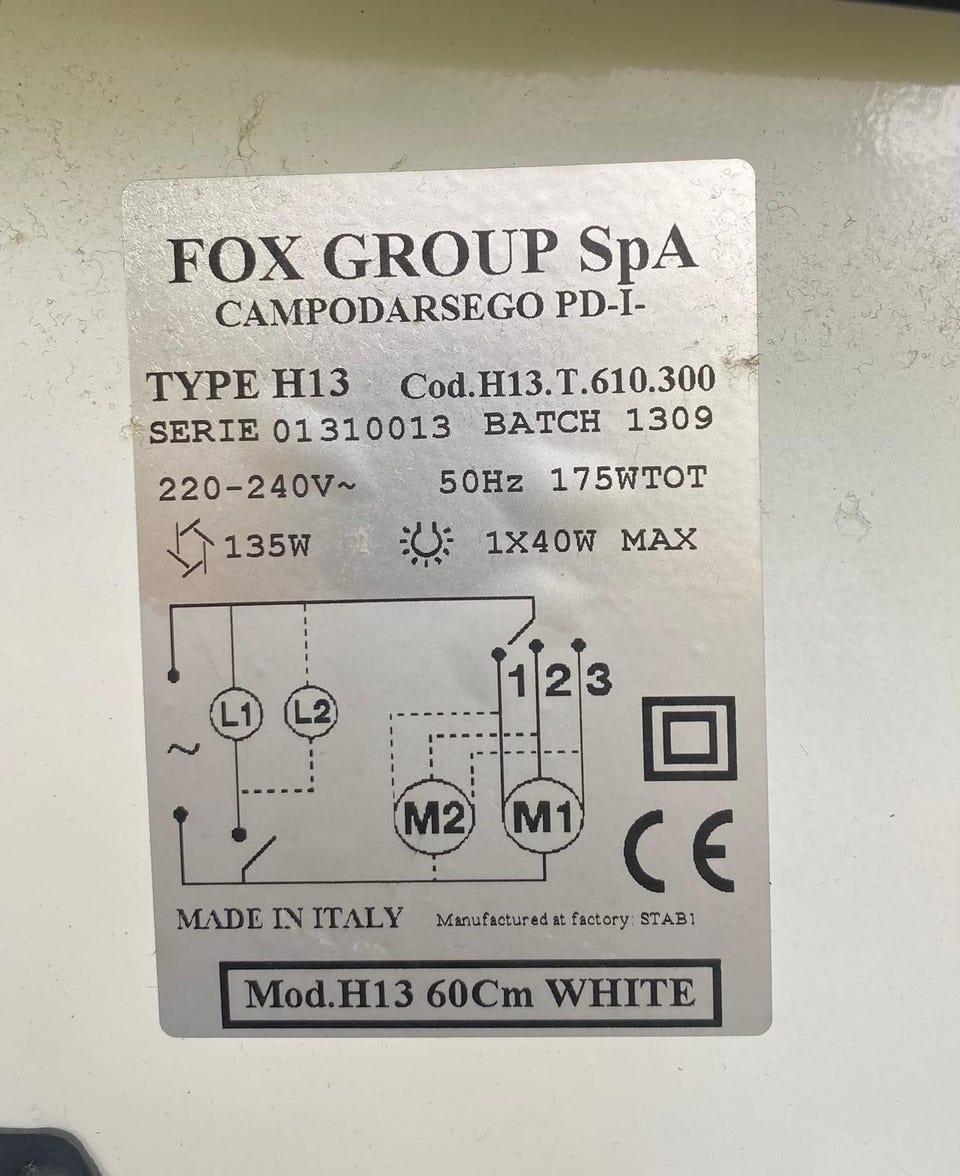 FOX GROUP SpA
CAMPODARSEGO PD-I-
TYPE H13 Cod.H13.T.610.300
SERIE 01310013 BATCH 1309
220-240V~ 50Hz 175WTOT
135W 1X40W MAX
1 2 3
L1 L2
~
M2 M1
CE
MADE IN ITALY Manufactured at factory: STAB1
Mod.H13 60Cm WHITE